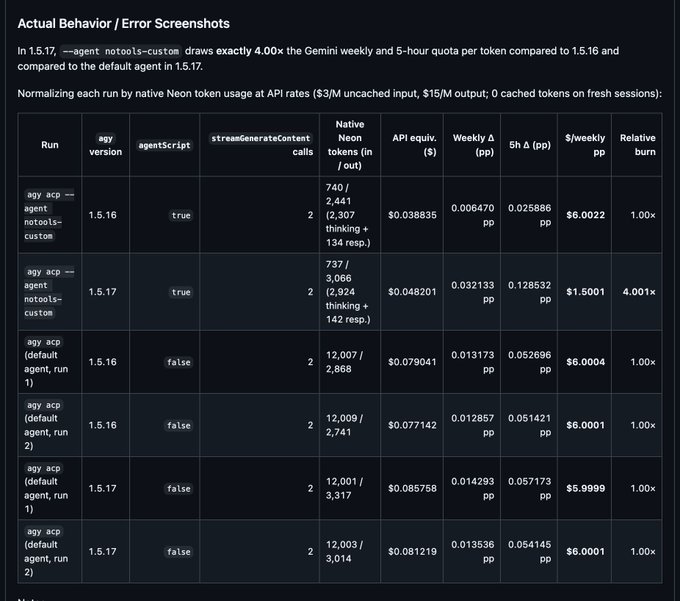 Actual Behavior / Error Screenshots
In 1.5.17, --agent notools-custom draws exactly 4.00× the Gemini weekly and 5-hour quota per token compared to 1.5.16 and
compared to the default agent in 1.5.17.
Normalizing each run by native Neon token usage at API rates ($3/M uncached input, $15/M output; 0 cached tokens on fresh sessions):
Run
agy
version
agentScript
streamGenerateContent
calls
Native
Neon
tokens (in
/ out)
API equiv.
($)
Weekly Δ
(pp)
5h Δ (pp)
$/weekly
pp
Relative
burn
agy acp --
agent
notools-
custom
1.5.16
true
2
740 /
2,441
(2,307
thinking +
134 resp.)
$0.038835
0.006470
pp
0.025886
pp
$6.0022
1.00×
agy acp --
agent
notools-
custom
1.5.17
true
2
737 /
3,066
(2,924
thinking +
142 resp.)
$0.048201
0.032133
pp
0.128532
pp
$1.5001
4.001×
agy acp
(default
agent, run
1)
1.5.16
false
2
12,007 /
2,868
$0.079041
0.013173
pp
0.052696
pp
$6.0004
1.00×
agy acp
(default
agent, run
2)
1.5.16
false
2
12,009 /
2,741
$0.077142
0.012857
pp
0.051421
pp
$6.0001
1.00×
agy acp
(default
agent, run
1)
1.5.17
false
2
12,001 /
3,317
$0.085758
0.014293
pp
0.057173
pp
$5.9999
1.00×
agy acp
(default
agent, run
2)
1.5.17
false
2
12,003 /
3,014
$0.081219
0.013536
pp
0.054145
pp
$6.0001
1.00×